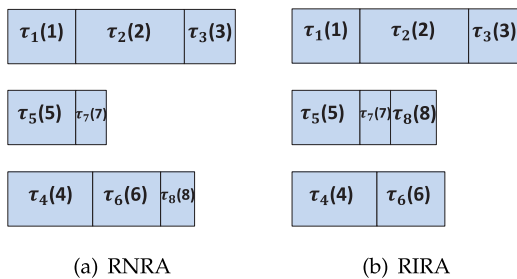 τ₁(1) τ₂(2) τ₃(3) τ₁(1) τ₂(2) τ₃(3)
τ₅(5) τ₇(7) τ₅(5) τ₇(7) τ₈(8)
τ₄(4) τ₆(6) τ₈(8) τ₄(4) τ₆(6)
(a) RNRA (b) RIRA